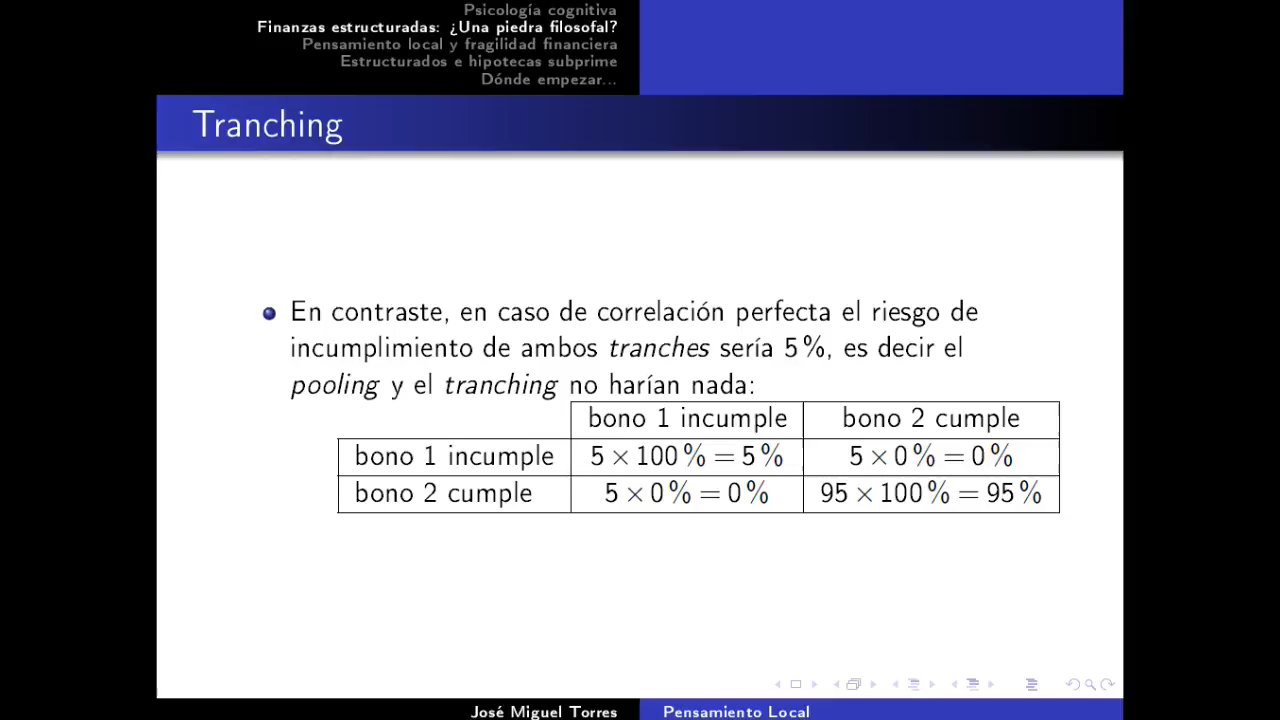 Psicología cognitiva
Finanzas estructuradas: ¿Una piedra filosofal?
Pensamiento local y fragilidad financiera
Estructurados e hipotecas subprime
Dónde empezar...
Tranching
En contraste, en caso de correlación perfecta el riesgo de
incumplimiento de ambos tranches sería 5 %, es decir el
pooling y el tranching no harían nada:
bono 1 incumple bono 2 cumple
bono 1 incumple 5 × 100 % = 5 % 5 × 0 % = 0 %
bono 2 cumple 5 × 0 % = 0 % 95 × 100 % = 95 %
José Miguel Torres Pensamiento Local